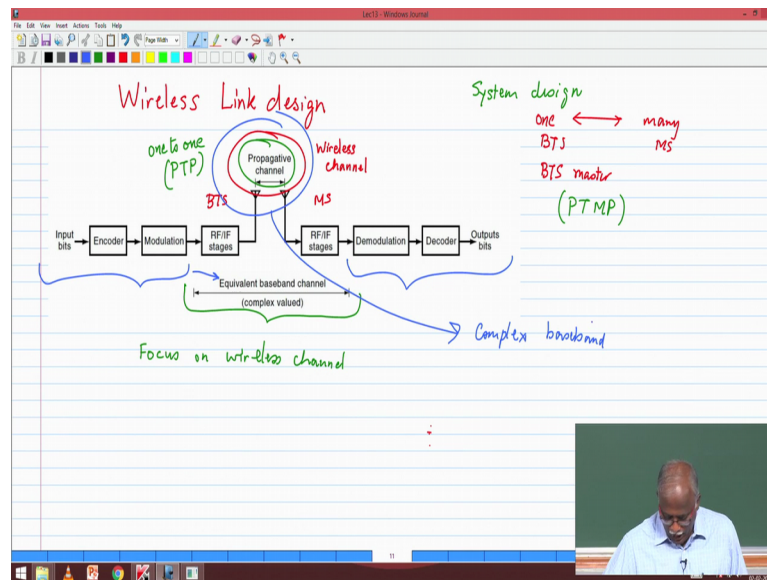 Lec13 - Windows Journal
File Edit View Insert Actions Tools Help
Page Width
B I
Wireless Link design
System design
one ↔ many
BTS MS
BTS master
(PTMP)
one to one
(PTP)
Propagative
channel
Wireless
channel
BTS
MS
Input
bits
Encoder
Modulation
RF/IF
stages
RF/IF
stages
Demodulation
Decoder
Outputs
bits
Equivalent baseband channel
(complex valued)
Complex baseband
Focus on wireless channel
11